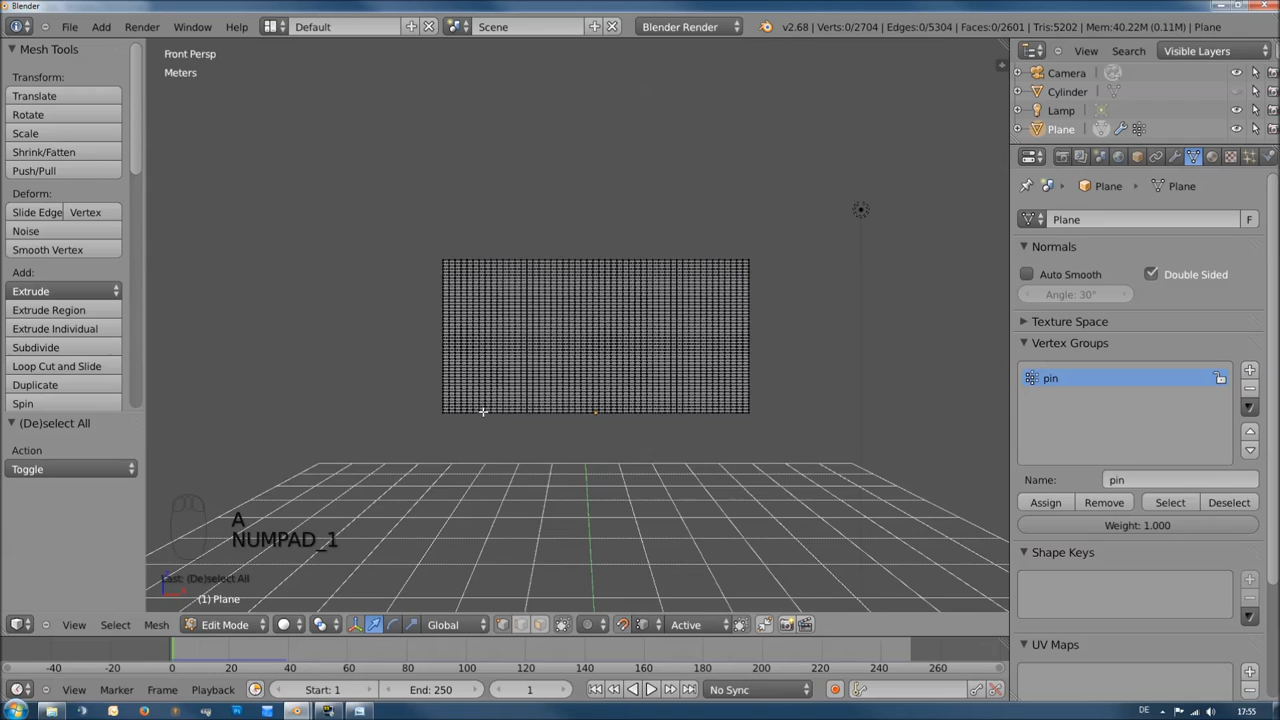 Blender
File Add Render Window Help Default Scene Blender Render v2.68 | Verts:0/2704 | Edges:0/5304 | Faces:0/2601 | Tris:5202 | Mem:40.22M (0.11M) | Plane
Mesh Tools
Transform:
Translate
Rotate
Scale
Shrink/Fatten
Push/Pull
Deform:
Slide Edge Vertex
Noise
Smooth Vertex
Add:
Extrude
Extrude Region
Extrude Individual
Subdivide
Loop Cut and Slide
Duplicate
Spin
(De)select All
Action
Toggle
Front Persp
Meters
A
NUMPAD_1
Last: (De)select All
(1) Plane
View Search Visible Layers
Camera
Cylinder
Lamp
Plane
Plane Plane
Plane F
Normals
Auto Smooth Double Sided
Angle: 30°
Texture Space
Vertex Groups
pin
Name: pin
Assign Remove Select Deselect
Weight: 1.000
Shape Keys
UV Maps
View Select Mesh Edit Mode Global Active
-40 -20 0 20 40 60 80 100 120 140 160 180 200 220 240 260
View Marker Frame Playback Start: 1 End: 250 1 No Sync
DE 17:55